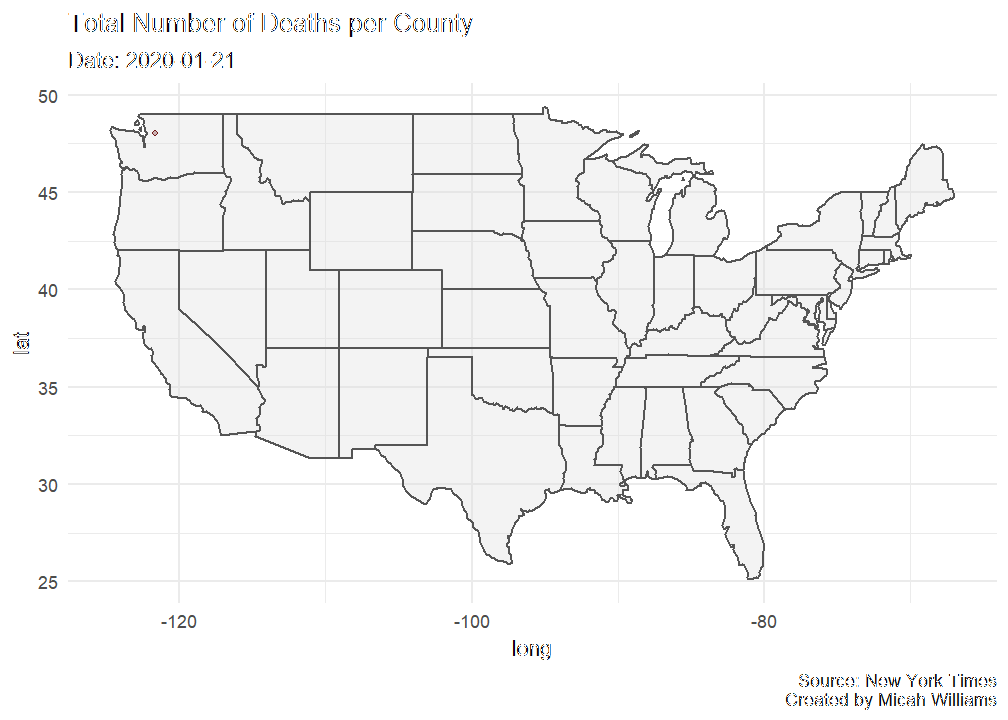 Total Number of Deaths per County
Date: 2020-01-21
50
45
40
35
30
25
lat
-120
-100
-80
long
Source: New York Times
Created by Micah Williams